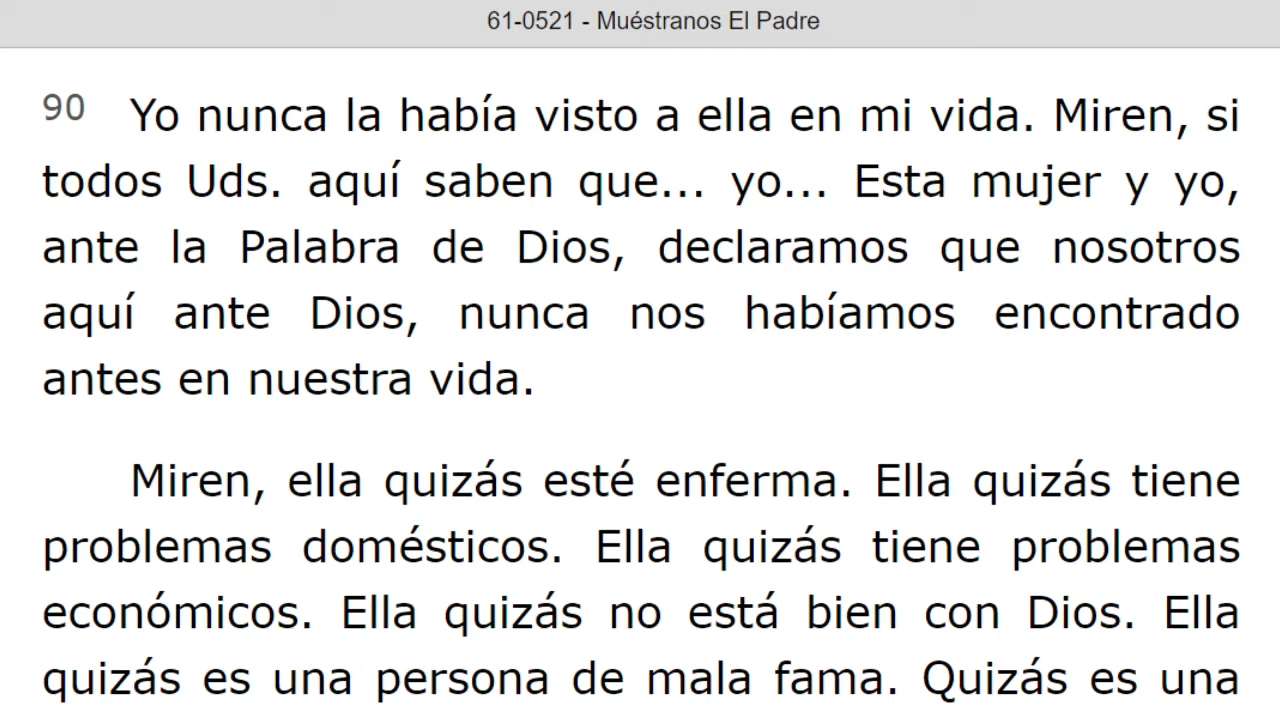 61-0521 - Muéstranos El Padre
90 Yo nunca la había visto a ella en mi vida. Miren, si
todos Uds. aquí saben que... yo... Esta mujer y yo,
ante la Palabra de Dios, declaramos que nosotros
aquí ante Dios, nunca nos habíamos encontrado
antes en nuestra vida.
Miren, ella quizás esté enferma. Ella quizás tiene
problemas domésticos. Ella quizás tiene problemas
económicos. Ella quizás no está bien con Dios. Ella
quizás es una persona de mala fama. Quizás es una